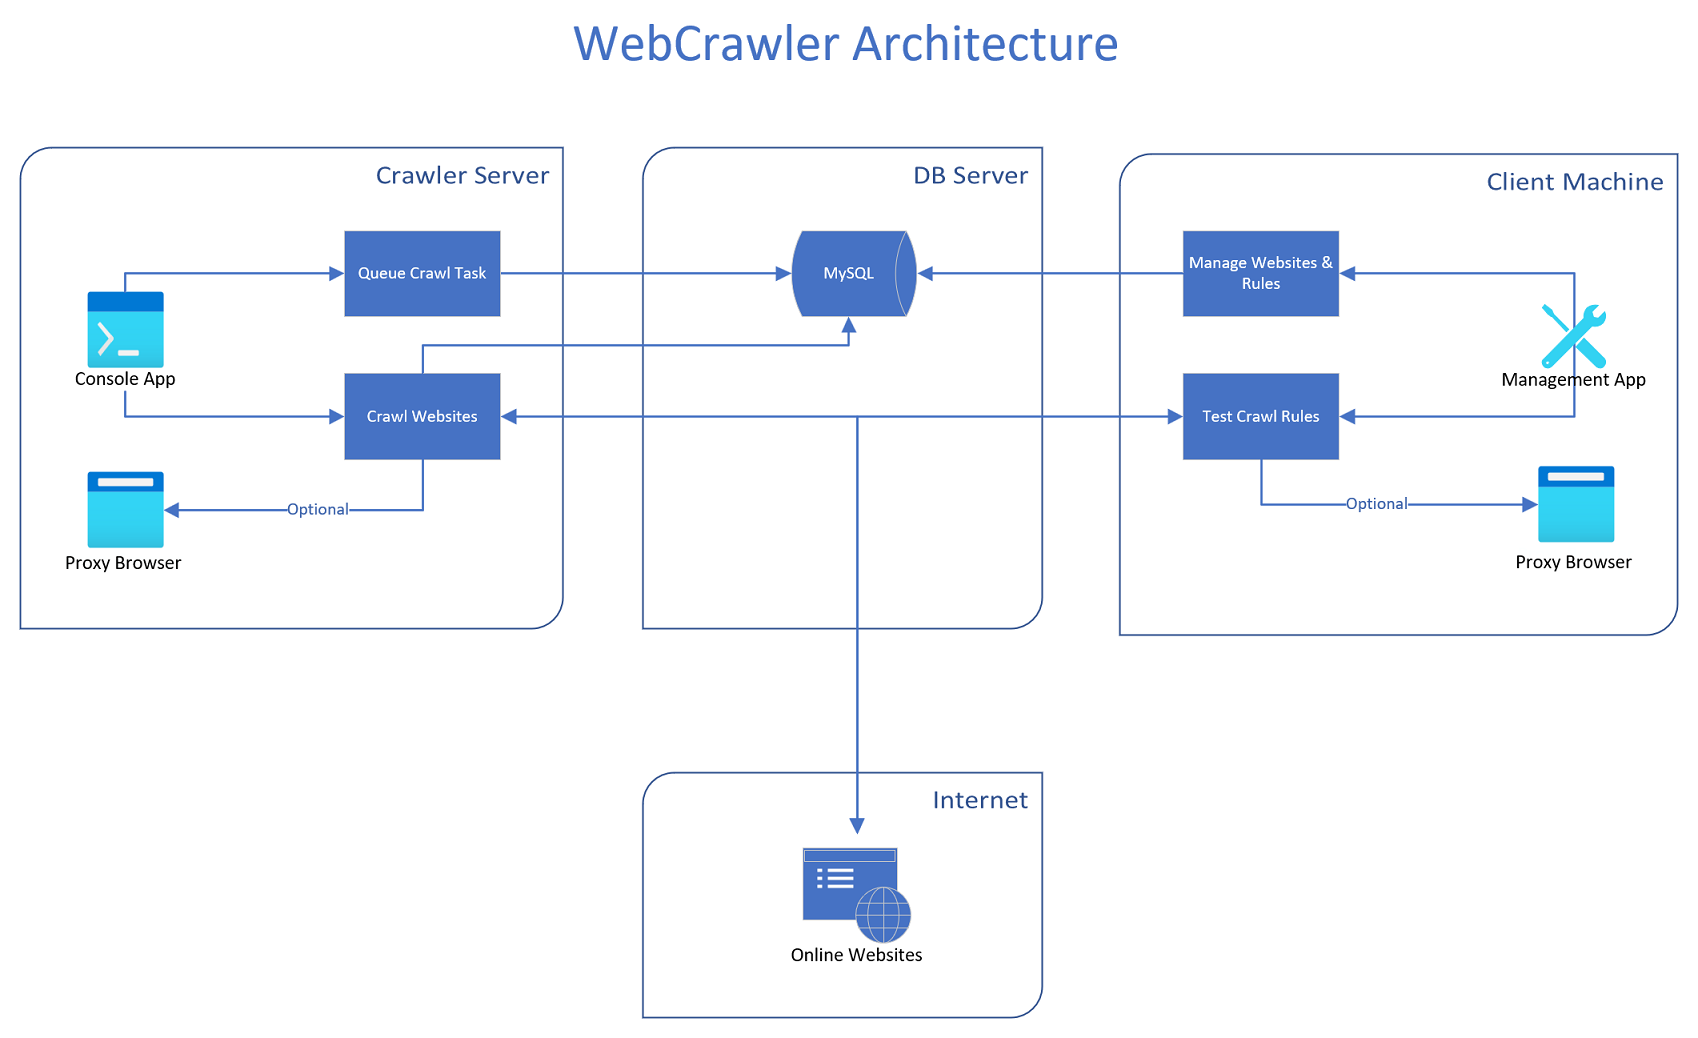 WebCrawler Architecture
Crawler Server
Queue Crawl Task
Console App
Crawl Websites
Optional
Proxy Browser
DB Server
MySQL
Client Machine
Manage Websites &
Rules
Management App
Test Crawl Rules
Optional
Proxy Browser
Internet
Online Websites